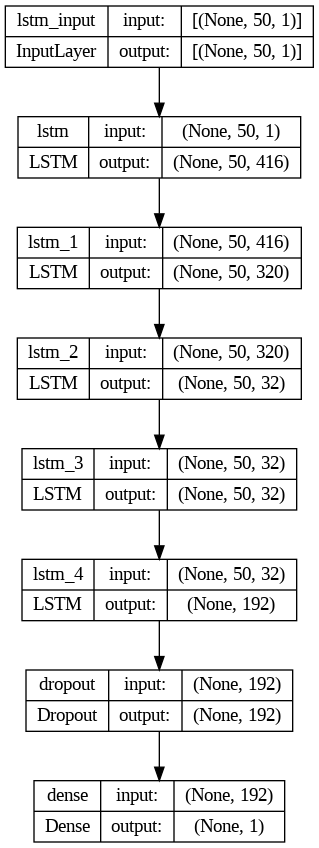 lstm_input input: [(None, 50, 1)]
InputLayer output: [(None, 50, 1)]
lstm input: (None, 50, 1)
LSTM output: (None, 50, 416)
lstm_1 input: (None, 50, 416)
LSTM output: (None, 50, 320)
lstm_2 input: (None, 50, 320)
LSTM output: (None, 50, 32)
lstm_3 input: (None, 50, 32)
LSTM output: (None, 50, 32)
lstm_4 input: (None, 50, 32)
LSTM output: (None, 192)
dropout input: (None, 192)
Dropout output: (None, 192)
dense input: (None, 192)
Dense output: (None, 1)